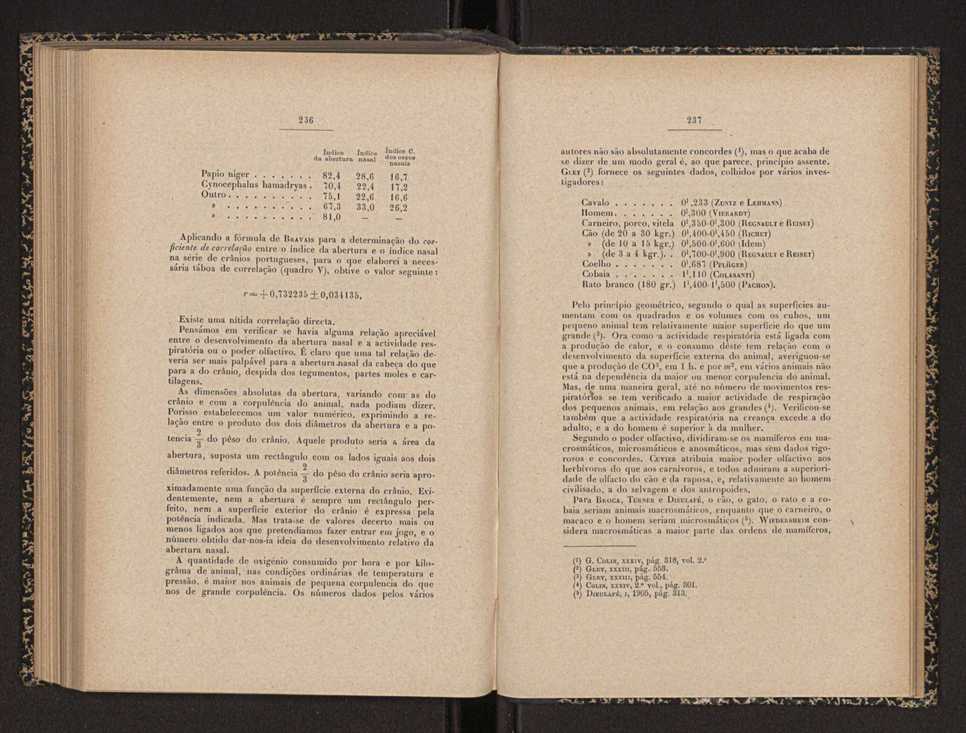 236
Índice da abertura Índice nasal Índice C. dos ossos nasais
Papio niger . . . . . . . 82,4 28,6 16,7
Cynocephalus hamadryas . 70,4 22,4 17,2
Outro . . . . . . . . . . 75,1 22,6 16,6
» . . . . . . . . . . 67,3 33,0 26,2
» . . . . . . . . . . 81,0 — —
Aplicando a fórmula de Bravais para a determinação do cor-
ficiente de correlação entre o índice da abertura e o índice nasal
na série de crânios portugueses, para o que elaborei a neces-
sária táboa de correlação (quadro V), obtive o valor seguinte:
r = + 0,732235 ± 0,034135,
Existe uma nítida correlação directa.
Pensámos em verificar se havia alguma relação apreciável
entre o desenvolvimento da abertura nasal e a actividade res-
piratória ou o poder olfactivo. É claro que uma tal relação de-
veria ser mais palpável para a abertura nasal da cabeça do que
para a do crânio, despida dos tegumentos, partes moles e car-
tilagens.
As dimensões absolutas da abertura, variando com as do
crânio e com a corpulência do animal, nada podiam dizer.
Porisso estabelecemos um valor numérico, exprimindo a re-
lação entre o produto dos dois diâmetros da abertura e a po-
tencia 2/3 do pêso do crânio. Aquele produto seria a área da
abertura, suposta um rectângulo com os lados iguais aos dois
diâmetros referidos. A potência 2/3 do pêso do crânio seria apro-
ximadamente uma função da superfície externa do crânio. Evi-
dentemente, nem a abertura é sempre um rectângulo per-
feito, nem a superfície exterior do crânio é expressa pela
potência indicada. Mas trata-se de valores decerto mais ou
menos ligados aos que pretendiamos fazer entrar em jogo, e o
número obtido dar-nos-ia ideia do desenvolvimento relativo da
abertura nasal.
A quantidade de oxigénio consumido por hora e por kilo-
grâma de animal, nas condições ordinárias de temperatura e
pressão, é maior nos animais de pequena corpulencia do que
nos de grande corpulência. Os números dados pelos vários
237
autores não são absolutamente concordes (¹), mas o que acaba de
se dizer de um modo geral é, ao que parece, princípio assente.
Gley (²) fornece os seguintes dados, colhidos por vários inves-
tigadores:
Cavalo . . . . . . . 0ˡ,233 (Zuntz e Lehmann)
Homem . . . . . . . 0ˡ,300 (Vierardt)
Carneiro, porco, vitela 0ˡ,350-0ˡ,300 (Regnault e Reiset)
Cão (de 20 a 30 kgr.) 0ˡ,400-0ˡ,450 (Richet)
» (de 10 a 15 kgr.) 0ˡ,500-0ˡ,600 (Idem)
» (de 3 a 4 kgr.) . . 0ˡ,700-0ˡ,900 (Regnault e Reiset)
Coelho . . . . . . . 0ˡ,687 (Pflüger)
Cobaia . . . . . . . 1ˡ,110 (Colasanti)
Rato branco (180 gr.) 1ˡ,400-1ˡ,500 (Pachon).
Pelo princípio geométrico, segundo o qual as superfícies au-
mentam com os quadrados e os volumes com os cubos, um
pequeno animal tem relativamente maior superfície do que um
grande (³). Ora como a actividade respiratória está ligada com
a produção de calor, e o consumo dêste tem relação com o
desenvolvimento da superfície externa do animal, averiguou-se
que a produção de CO², em 1 h. e por m², em vários animais não
está na dependência da maior ou menor corpulencia do animal.
Mas, de uma maneira geral, até no número de movimentos res-
piratórios se tem verificado a maior actividade de respiração
dos pequenos animais, em relação aos grandes (⁴). Verificou-se
também que a actividade respiratória na creança excede a do
adulto, e a do homem é superior à da mulher.
Segundo o poder olfactivo, dividiram-se os mamíferos em ma-
crosmáticos, microsmáticos e anosmáticos, mas sem dados rigo-
rosos e concordes. Cuvier atribuia maior poder olfactivo aos
herbívoros do que aos carnívoros, e todos admiram a superiori-
dade de olfacto do cão e da raposa, e, relativamente ao homem
civilisado, a do selvagem e dos antropoides.
Para Broca, Turner e Dieulafé, o cão, o gato, o rato e a co-
baia seriam animais macrosmáticos, enquanto que o carneiro, o
macaco e o homem seriam microsmáticos (⁵). Wiedersheim con-
sidera macrosmáticas a maior parte das ordens de mamíferos,
(¹) G. Colin, xxxiv, pág. 318, vol. 2.º
(²) Gley, xxxiii, pág. 553.
(³) Gley, xxxiii, pág. 554.
(⁴) Colin, xxxiv, 2.º vol., pág. 301.
(⁵) Dieulafé, i, 1905, pág. 313.